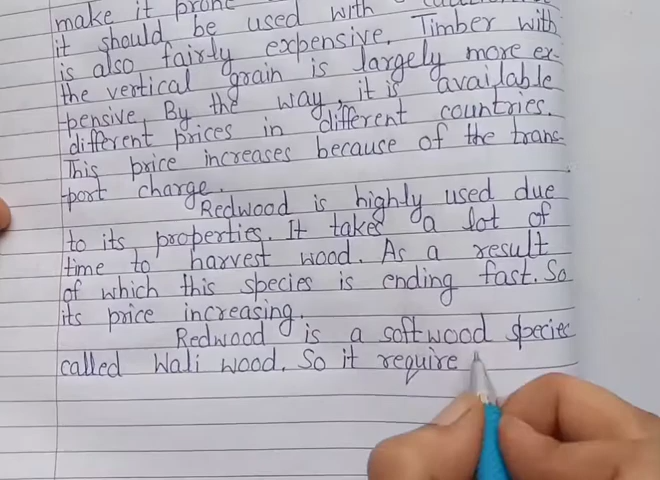 make it prone
it should be used with a
is also fairly expensive. Timber with
the vertical grain is largely more ex-
pensive. By the way, it is available
different prices in different countries.
This price increases because of the trans-
port charge.
Redwood is highly used due
to its properties. It takes a lot of
time to harvest wood. As a result
of which this species is ending fast. So
its price increasing.
Redwood is a softwood species
called Wali wood. So it require